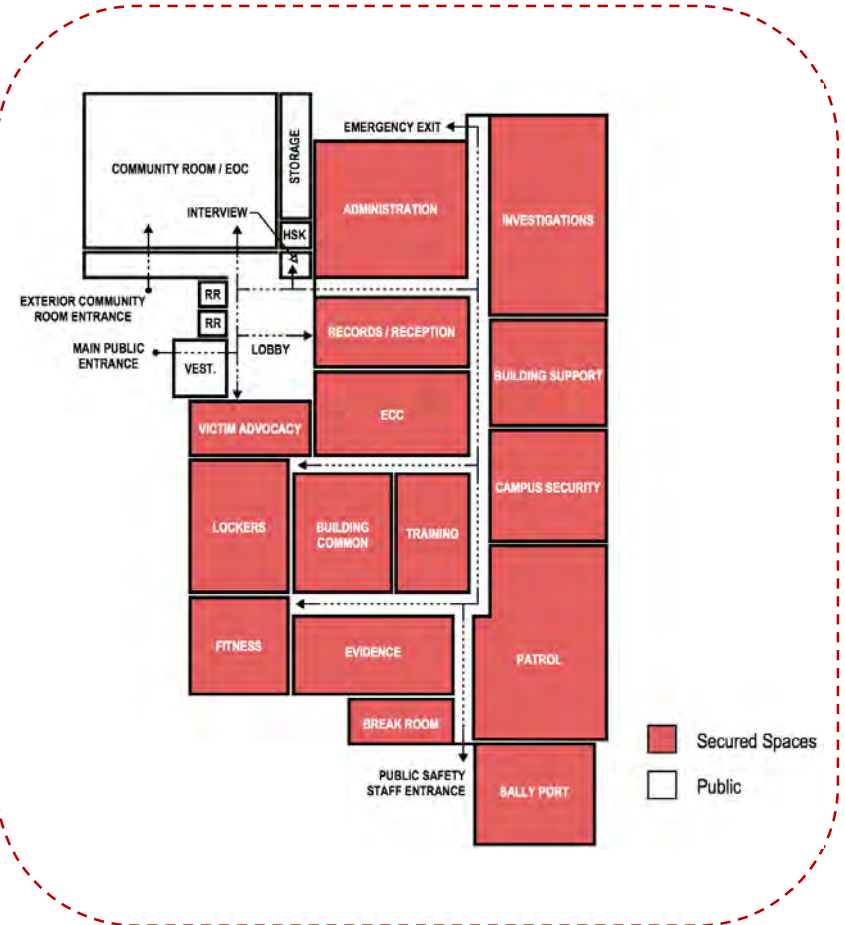 EMERGENCY EXIT
COMMUNITY ROOM / EOC
STORAGE
ADMINISTRATION
INVESTIGATIONS
INTERVIEW
HSK
EXTERIOR COMMUNITY
ROOM ENTRANCE
RR
RR
RECORDS / RECEPTION
MAIN PUBLIC
ENTRANCE
LOBBY
VEST.
BUILDING SUPPORT
ECC
VICTIM ADVOCACY
CAMPUS SECURITY
LOCKERS
BUILDING
COMMON
TRAINING
FITNESS
EVIDENCE
PATROL
BREAK ROOM
PUBLIC SAFETY
STAFF ENTRANCE
SALLY PORT
Secured Spaces
Public